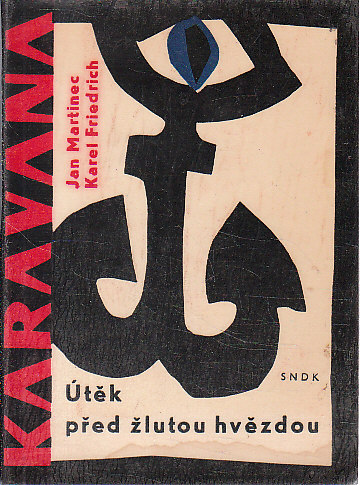 KARAVANA
Jan Martinec
Karel Friedrich
SNDK
Útěk
před žlutou hvězdou